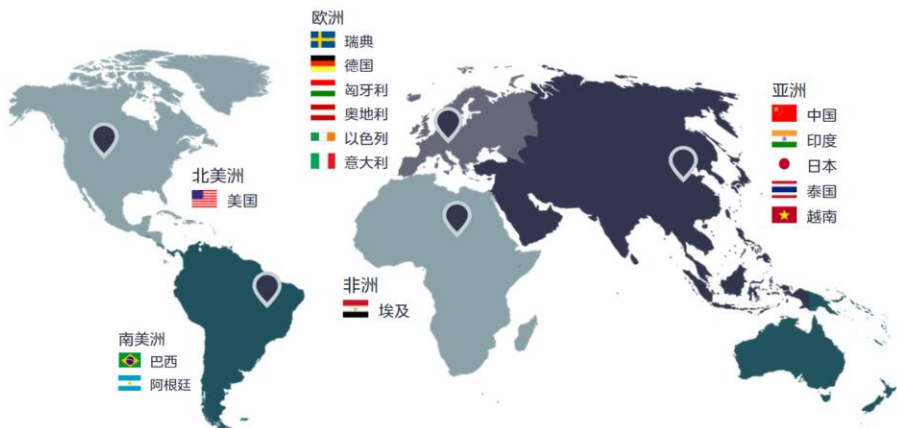 欧洲
瑞典
德国
匈牙利
奥地利
以色列
意大利
亚洲
中国
印度
日本
泰国
越南
北美洲
美国
非洲
埃及
南美洲
巴西
阿根廷